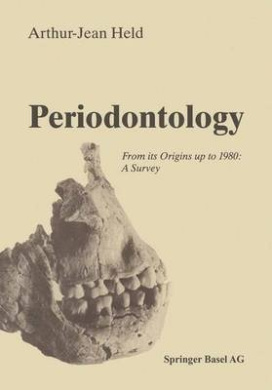 Arthur-Jean Held
Periodontology
From its Origins up to 1980:
A Survey
Springer Basel AG